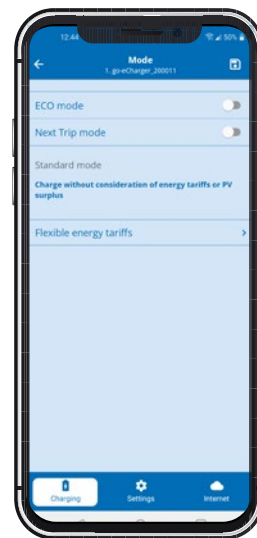 12:44 50%
Mode
1. go-eCharger_200011
ECO mode
Next Trip mode
Standard mode
Charge without consideration of energy tariffs or PV
surplus
Flexible energy tariffs
Charging Settings Internet